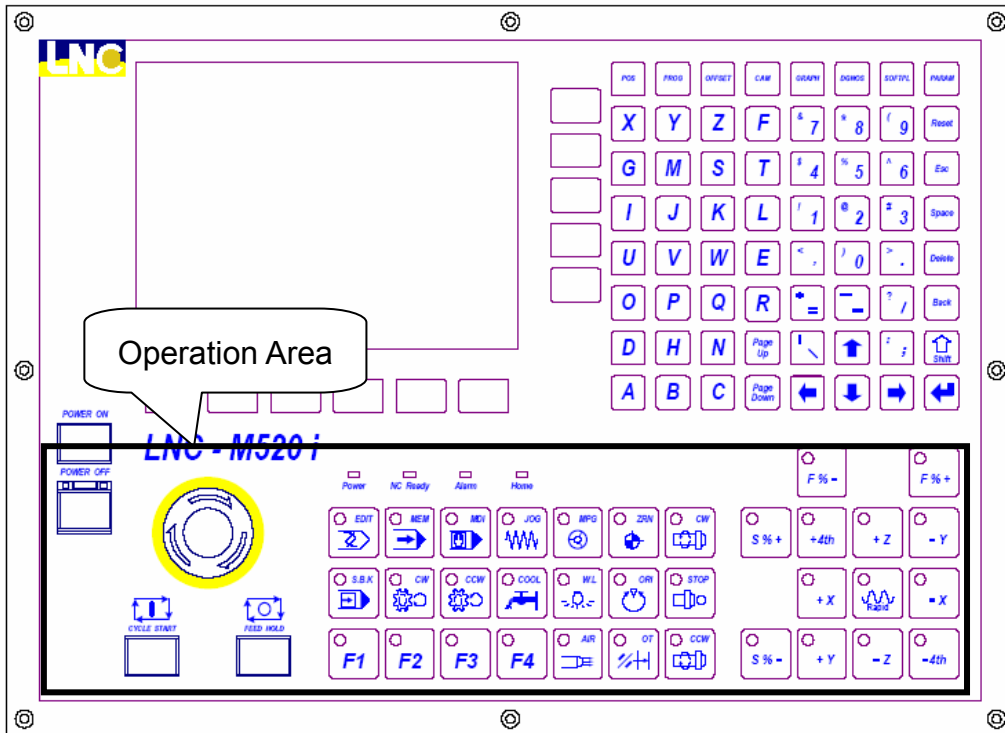 LNC
POS PROG OFFSET CAM GRAPH DGNOS SOFTPL PARAM
X Y Z F & 7 * 8 ( 9 Reset
G M S T $ 4 % 5 ^ 6 Esc
I J K L ! 1 @ 2 # 3 Space
U V W E < , ) 0 > . Delete
O P Q R + = − - ? / Back
D H N Page Up | \ : ; Shift
A B C Page Down
Operation Area
POWER ON
LNC - M520 i
POWER OFF
Power NC Ready Alarm Home
F % - F % +
EDIT MEM MDI JOG MPG ZRN CW
S % + +4th + Z - Y
S.B.K CW CCW COOL W.L ORI STOP
+ X Rapid - X
CYCLE START FEED HOLD
AIR OT CCW
F1 F2 F3 F4
S % - + Y - Z -4th